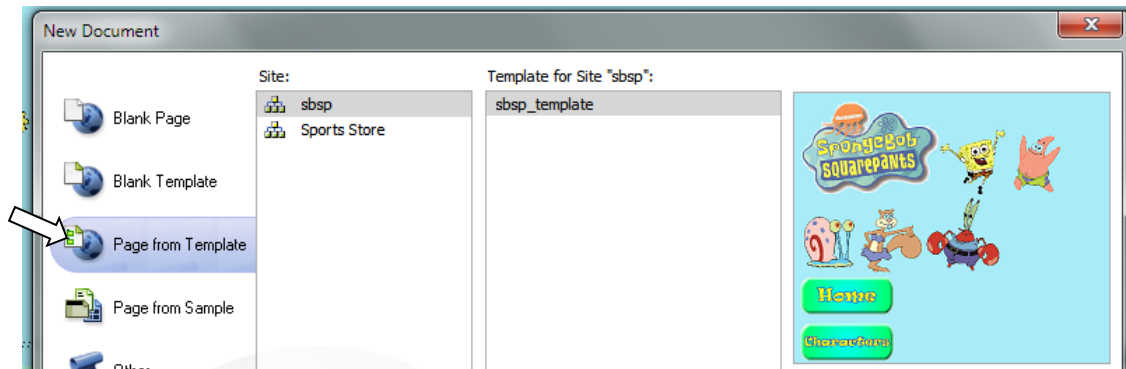 New Document
Site:
Template for Site "sbsp":
Blank Page
Blank Template
Page from Template
Page from Sample
Other
sbsp
Sports Store
sbsp_template
SpongeBob
SquarePants
Home
Characters